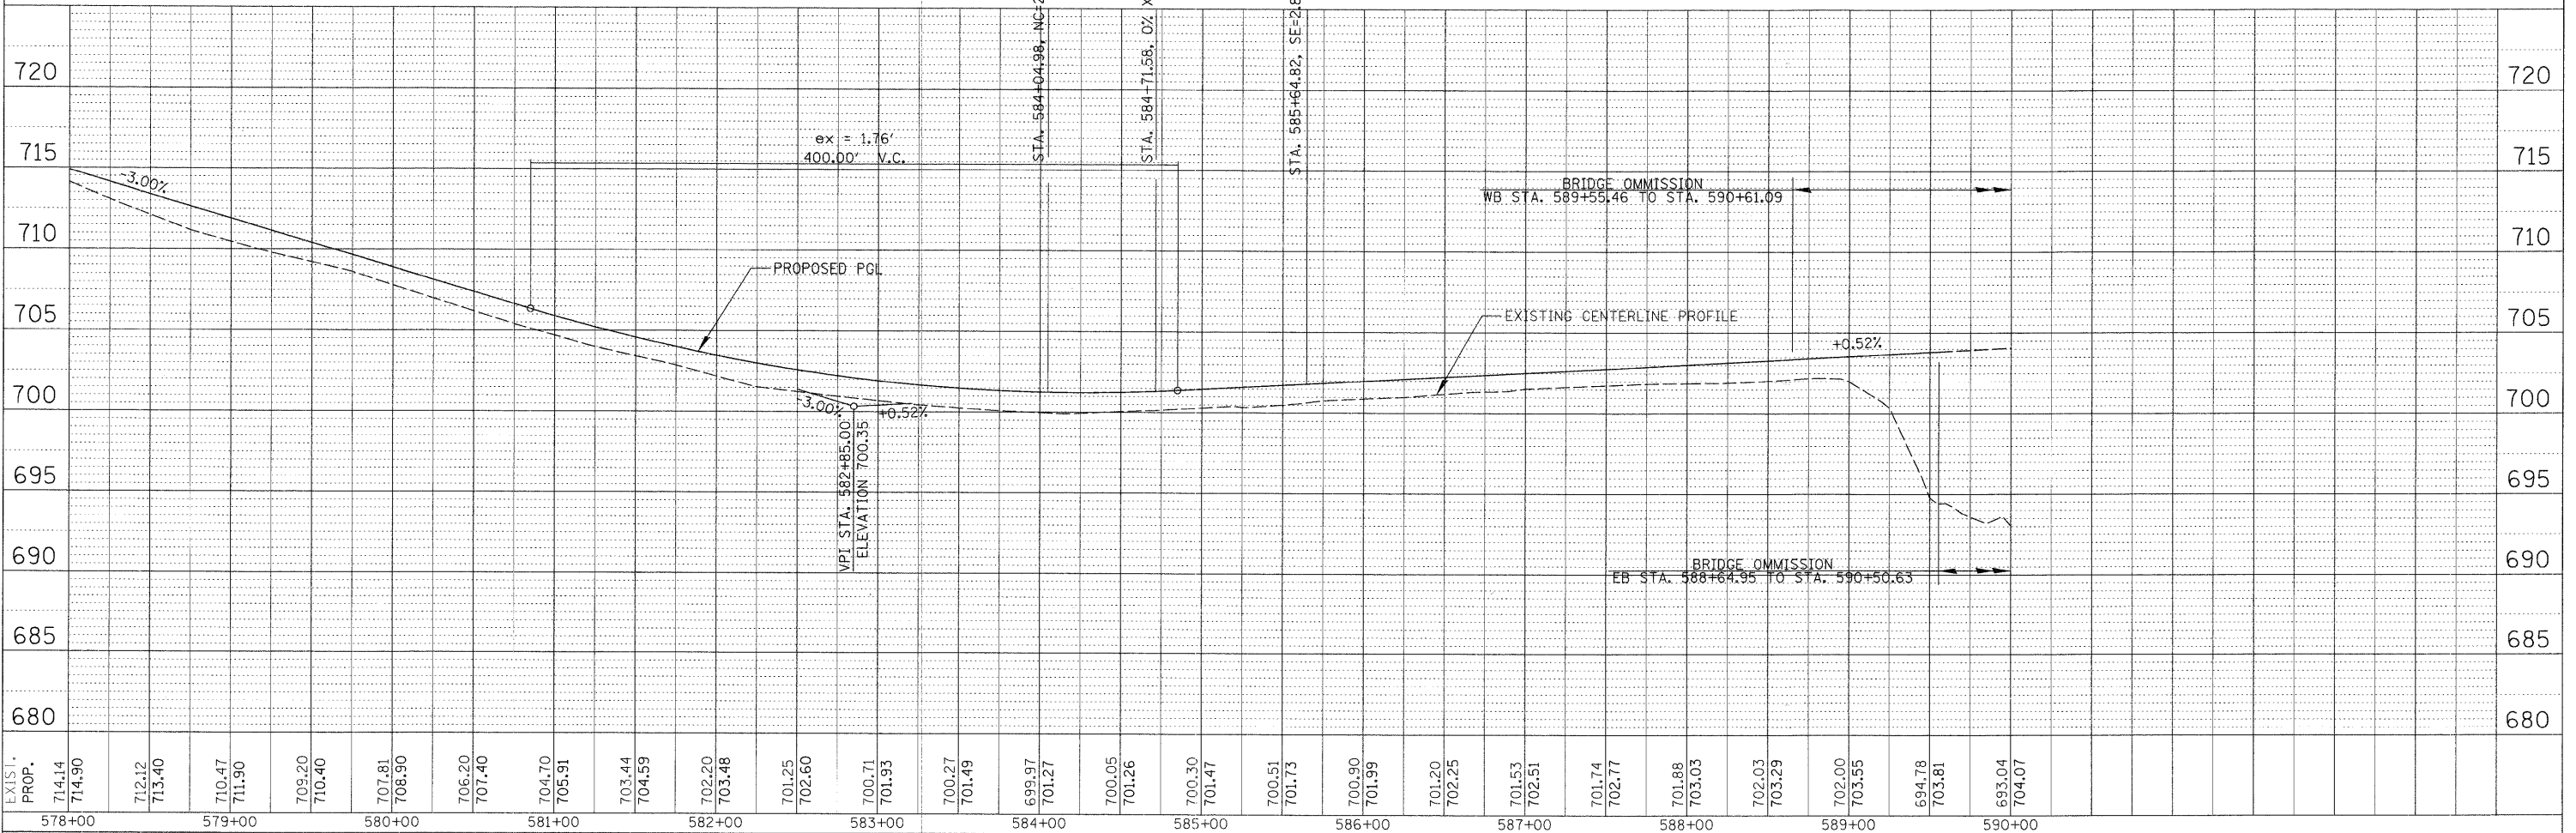 STA. 584+04.98, NC=2
STA. 584+71.58, 0% X
STA. 585+64.82, SE=2.8
720
720
ex = 1.76'
400.00' V.C.
715
715
-3.00%
BRIDGE OMMISSION
WB STA. 589+55.46 TO STA. 590+61.09
710
710
PROPOSED PGL
705
705
EXISTING CENTERLINE PROFILE
+0.52%
700
700
-3.00%
+0.52%
VPI STA. 582+85.00
ELEVATION 700.35
695
695
690
690
BRIDGE OMMISSION
EB STA. 588+64.95 TO STA. 590+50.63
685
685
680
680
EXIST. 714.14 712.12 710.47 709.20 707.81 706.20 704.70 703.44 702.20 701.25 700.71 700.27 699.97 700.05 700.30 700.51 700.90 701.20 701.53 701.74 701.88 702.03 702.00 694.78 693.04
PROP. 714.90 713.40 711.90 710.40 708.90 707.40 705.91 704.59 703.48 702.60 701.93 701.49 701.27 701.26 701.47 701.73 701.99 702.25 702.51 702.77 703.03 703.29 703.55 703.81 704.07
578+00 579+00 580+00 581+00 582+00 583+00 584+00 585+00 586+00 587+00 588+00 589+00 590+00